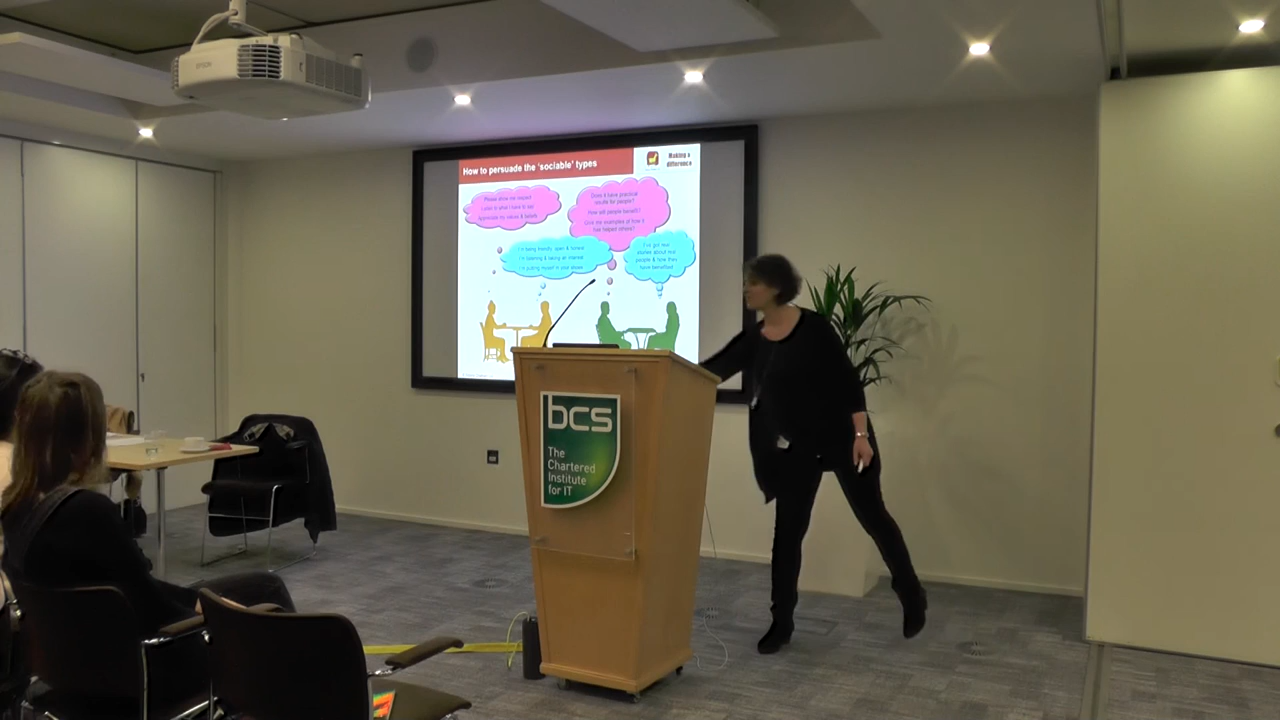 EPSON
How to persuade the 'sociable' types
Making a
difference
Please show me respect
Listen to what I have to say
Appreciate my values & beliefs
Does it have practical
results for people?
How will people benefit?
Give me examples of how it
has helped others?
I'm being friendly, open & honest
I'm listening & taking an interest
I'm putting myself in your shoes
I've got real
stories about real
people & how they
have benefited
bcs
The
Chartered
Institute
for IT